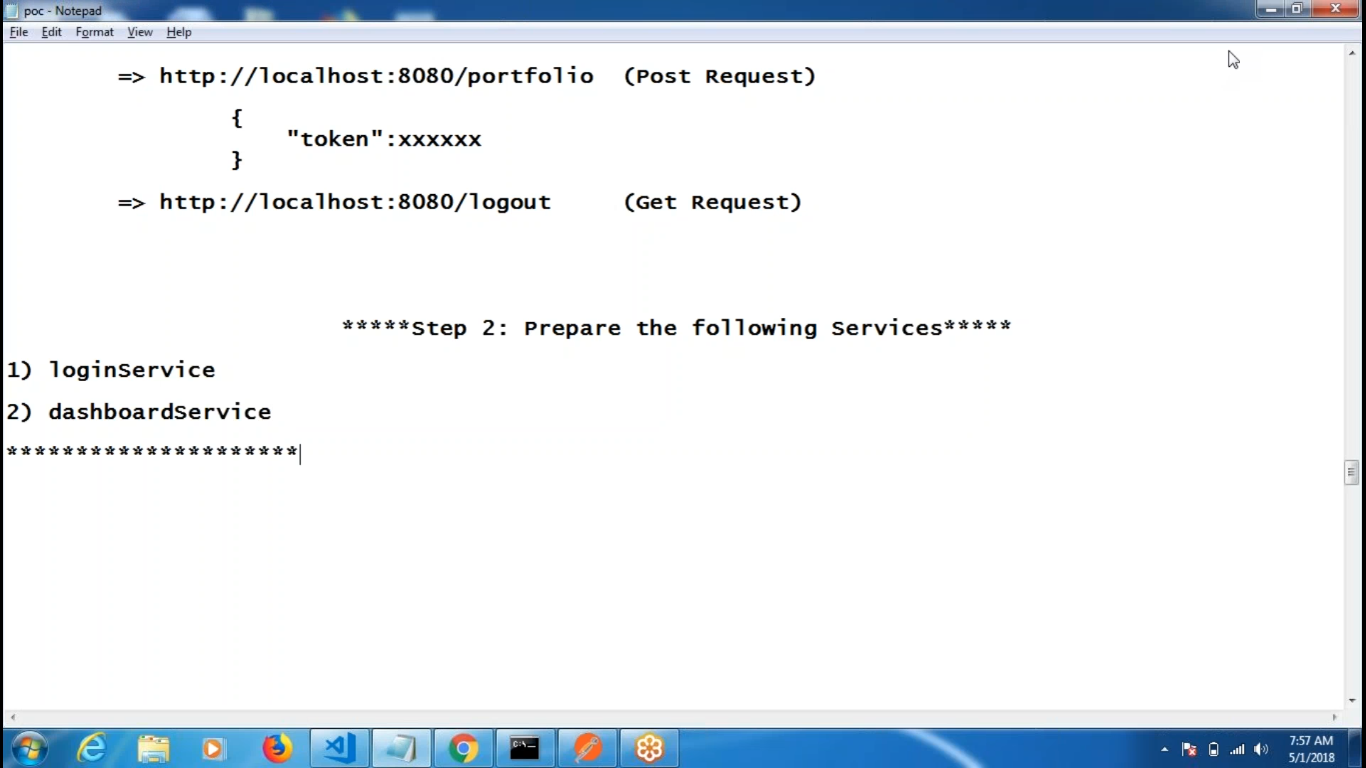 poc - Notepad
File Edit Format View Help
=> http://localhost:8080/portfolio (Post Request)
{
"token":xxxxxx
}
=> http://localhost:8080/logout (Get Request)
*****Step 2: Prepare the following Services*****
1) loginService
2) dashboardService
*********************
C:\_
7:57 AM
5/1/2018